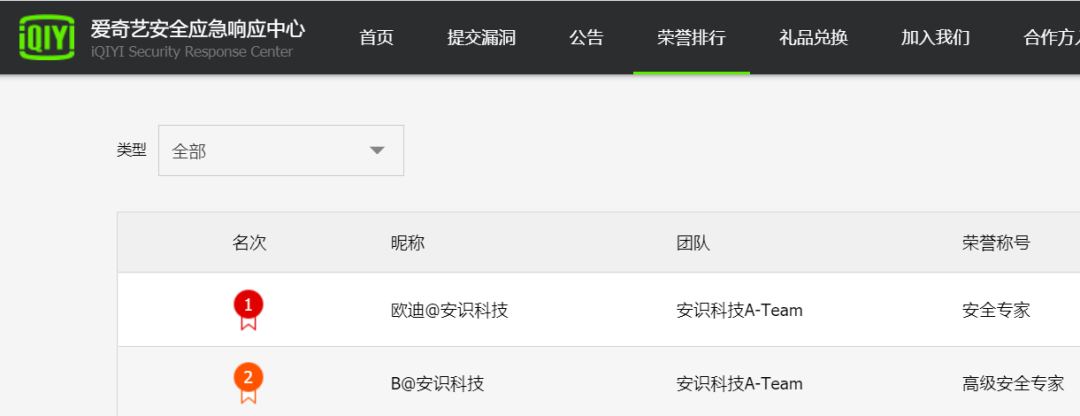 iQIYI 爱奇艺安全应急响应中心
iQIYI Security Response Center
首页 提交漏洞 公告 荣誉排行 礼品兑换 加入我们 合作方
类型 全部
名次 昵称 团队 荣誉称号
1 欧迪@安识科技 安识科技A-Team 安全专家
2 B@安识科技 安识科技A-Team 高级安全专家